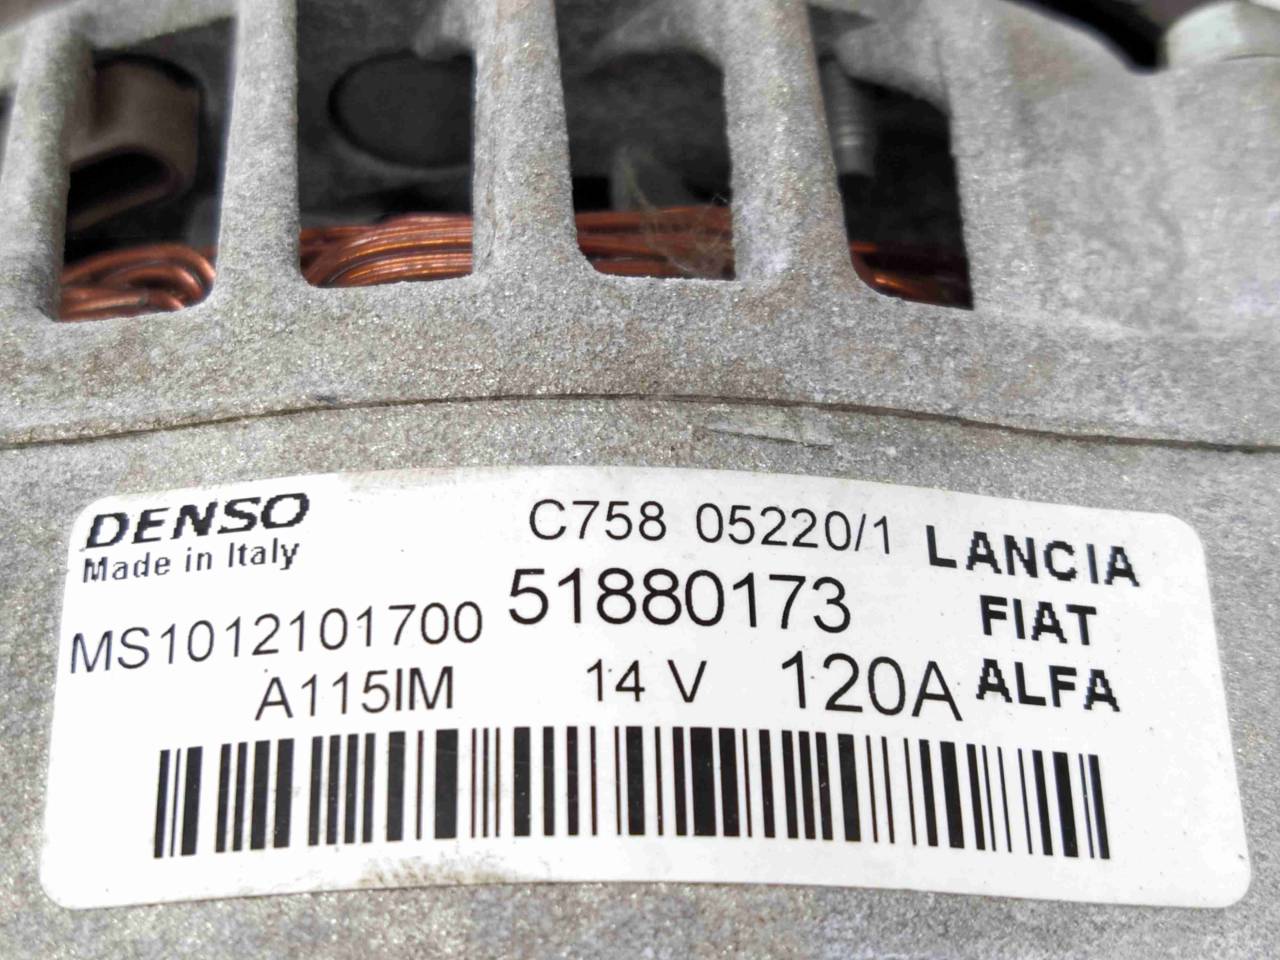 DENSO
Made in Italy
C758 05220/1
LANCIA
MS1012101700
51880173
FIAT
A115IM
14 V
120A
ALFA